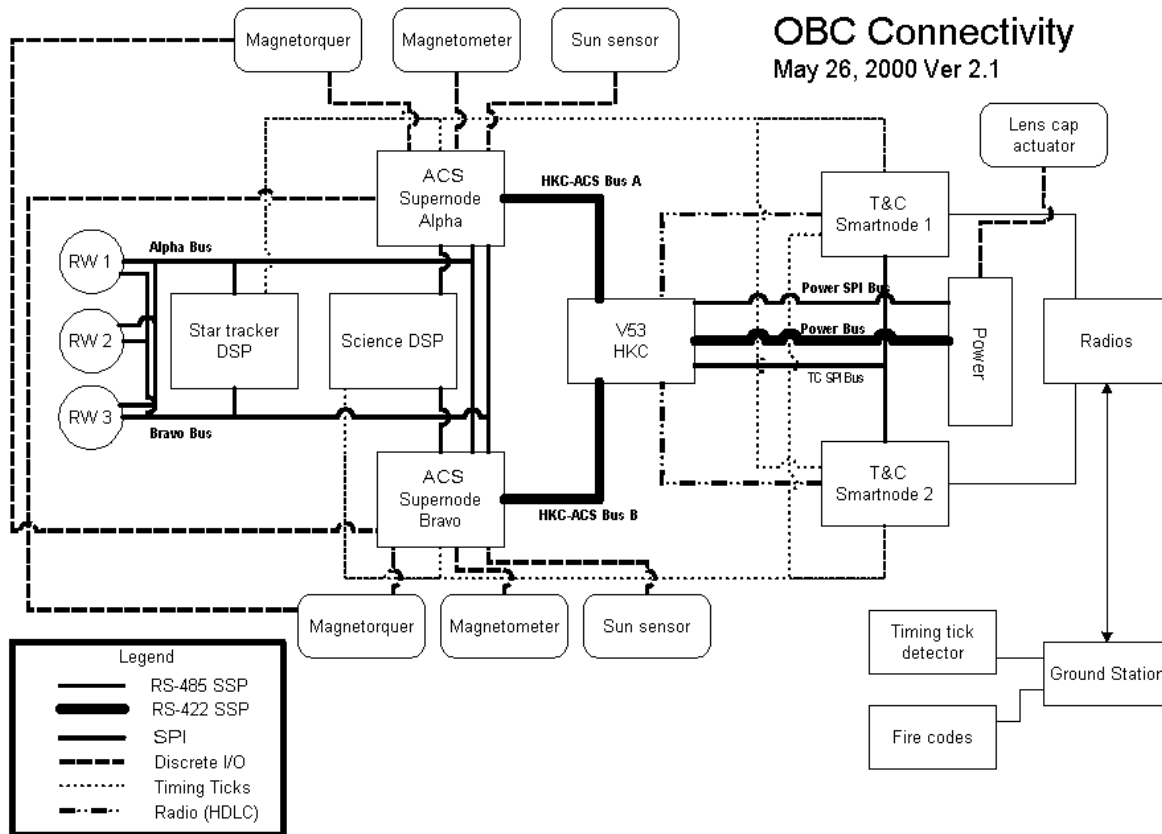 OBC Connectivity
May 26, 2000 Ver 2.1
Magnetorquer
Magnetometer
Sun sensor
Lens cap
actuator
ACS
Supernode
Alpha
HKC-ACS Bus A
T&C
Smartnode 1
RW 1
Alpha Bus
RW 2
Star tracker
DSP
Science DSP
V53
HKC
Power SPI Bus
Power Bus
TC SPI Bus
Power
Radios
RW 3
Bravo Bus
ACS
Supernode
Bravo
HKC-ACS Bus B
T&C
Smartnode 2
Magnetorquer
Magnetometer
Sun sensor
Timing tick
detector
Ground Station
Fire codes
Legend
RS-485 SSP
RS-422 SSP
SPI
Discrete I/O
Timing Ticks
Radio (HDLC)